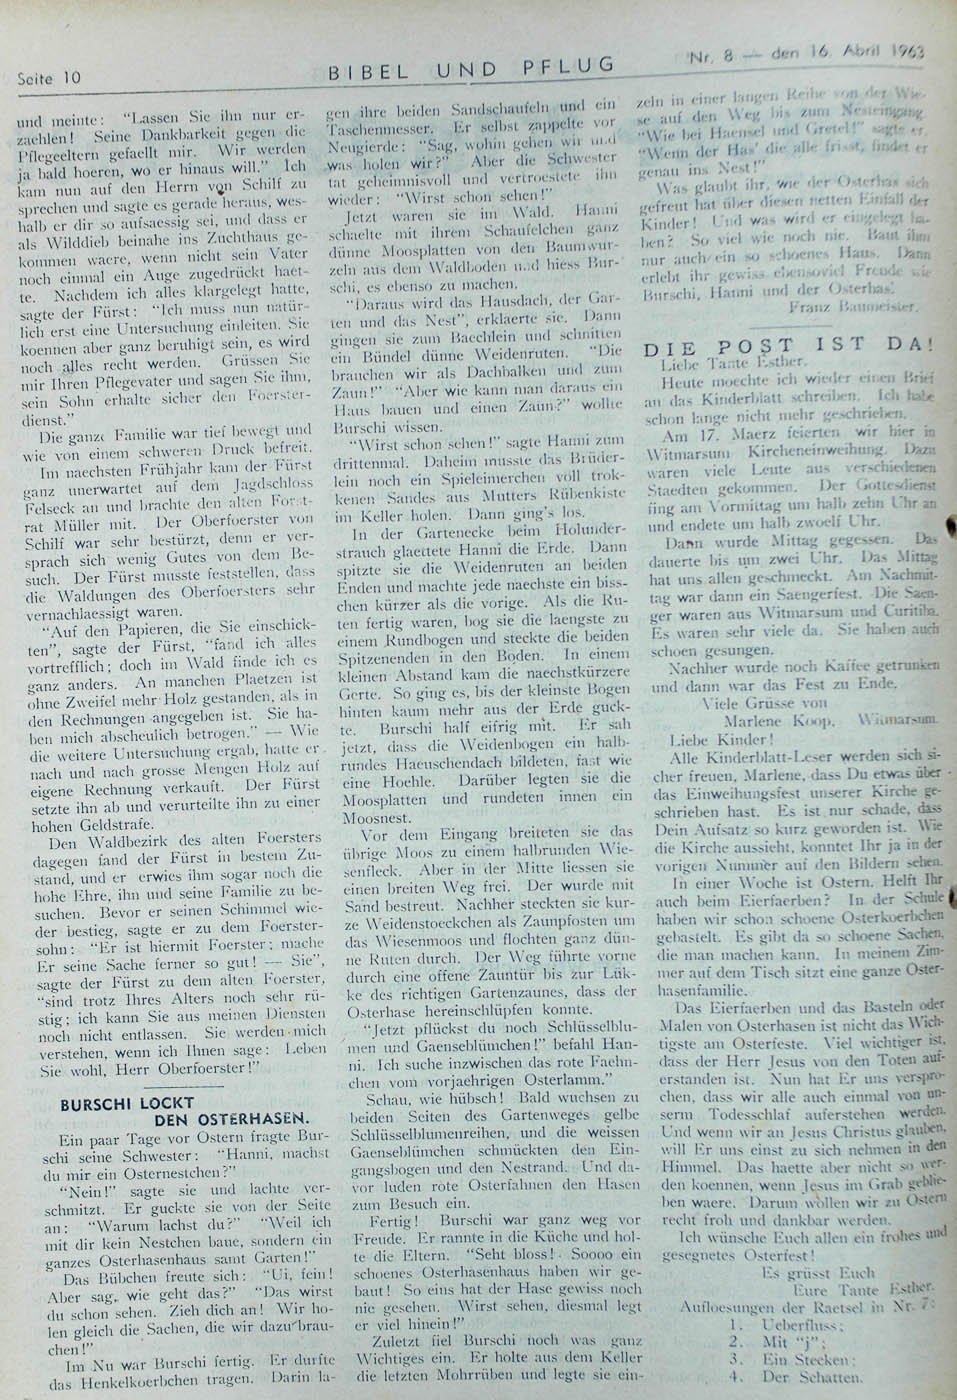 Seite 10
BIBEL UND PFLUG
Nr. 8 — den 16. Abril 1963
und meinte: "Lassen Sie ihn nur er-
zaehlen! Seine Dankbarkeit gegen die
Pflegeeltern gefaellt mir. Wir werden
ja bald hoeren, wo er hinaus will." Ich
kam nun auf den Herrn von Schilf zu
sprechen und sagte es gerade heraus, wes-
halb er dir so aufsaessig sei, und dass er
als Wilddieb beinahe ins Zuchthaus ge-
kommen waere, wenn nicht sein Vater
noch einmal ein Auge zugedrückt haet-
te. Nachdem ich alles klargelegt hatte,
sagte der Fürst: "Ich muss nun natür-
lich erst eine Untersuchung einleiten. Sie
koennen aber ganz beruhigt sein, es wird
noch alles recht werden. Grüssen Sie
mir Ihren Pflegevater und sagen Sie ihm,
sein Sohn erhalte sicher den Foerster-
dienst."
Die ganze Familie war tief bewegt und
wie von einem schweren Druck befreit.
Im naechsten Frühjahr kam der Fürst
ganz unerwartet auf dem Jagdschloss
Felseck an und brachte den alten Forst-
rat Müller mit. Der Oberfoerster von
Schilf war sehr bestürzt, denn er ver-
sprach sich wenig Gutes von dem Be-
such. Der Fürst musste feststellen, dass
die Waldungen des Oberfoersters sehr
vernachlaessigt waren.
"Auf den Papieren, die Sie einschick-
ten", sagte der Fürst, "fand ich alles
vortrefflich; doch im Wald finde ich es
ganz anders. An manchen Plaetzen ist
ohne Zweifel mehr Holz gestanden, als in
den Rechnungen angegeben ist. Sie ha-
ben mich abscheulich betrogen." — Wie
die weitere Untersuchung ergab, hatte er
nach und nach grosse Mengen Holz auf
eigene Rechnung verkauft. Der Fürst
setzte ihn ab und verurteilte ihn zu einer
hohen Geldstrafe.
Den Waldbezirk des alten Foersters
dagegen fand der Fürst in bestem Zu-
stand, und er erwies ihm sogar noch die
hohe Ehre, ihn und seine Familie zu be-
suchen. Bevor er seinen Schimmel wie-
der bestieg, sagte er zu dem Foerster-
sohn: "Er ist hiermit Foerster; mache
Er seine Sache ferner so gut! — Sie",
sagte der Fürst zu dem alten Foerster,
"sind trotz Ihres Alters noch sehr rü-
stig; ich kann Sie aus meinen Diensten
noch nicht entlassen. Sie werden mich
verstehen, wenn ich Ihnen sage: Leben
Sie wohl, Herr Oberfoerster!"
BURSCHI LOCKT
DEN OSTERHASEN.
Ein paar Tage vor Ostern fragte Bur-
schi seine Schwester: "Hanni, machst
du mir ein Osternestchen?"
"Nein!" sagte sie und lachte ver-
schmitzt. Er guckte sie von der Seite
an: "Warum lachst du?" "Weil ich
mit dir kein Nestchen baue, sondern ein
ganzes Osterhasenhaus samt Garten!"
Das Bübchen freute sich: "Ui, fein!
Aber sag, wie geht das?" "Das wirst
du schon sehen. Zieh dich an! Wir ho-
len gleich die Sachen, die wir dazu brau-
chen!"
Im Nu war Burschi fertig. Er durfte
das Henkelkoerbchen tragen. Darin la-
gen ihre beiden Sandschaufeln und ein
Taschenmesser. Er selbst zappelte vor
Neugierde: "Sag, wohin gehen wir und
was holen wir?" Aber die Schwester
tat geheimnisvoll und vertroestete ihn
wieder: "Wirst schon sehen!"
Jetzt waren sie im Wald. Hanni
schaelte mit ihrem Schaufelchen ganz
dünne Moosplatten von den Baumwur-
zeln aus dem Waldboden und hiess Bur-
schi, es ebenso zu machen.
"Daraus wird das Hausdach, der Gar-
ten und das Nest", erklaerte sie. Dann
gingen sie zum Baechlein und schnitten
ein Bündel dünne Weidenruten. "Die
brauchen wir als Dachbalken und zum
Zaun!" "Aber wie kann man daraus ein
Haus bauen und einen Zaun?" wollte
Burschi wissen.
"Wirst schon sehen!" sagte Hanni zum
drittenmal. Daheim musste das Brüder-
lein noch ein Spieleimerchen voll trok-
kenen Sandes aus Mutters Rübenkiste
im Keller holen. Dann ging's los.
In der Gartenecke beim Holunder-
strauch glaettete Hanni die Erde. Dann
spitzte sie die Weidenruten an beiden
Enden und machte jede naechste ein biss-
chen kürzer als die vorige. Als die Ru-
ten fertig waren, bog sie die laengste zu
einem Rundbogen und steckte die beiden
Spitzenenden in den Boden. In einem
kleinen Abstand kam die naechstkürzere
Gerte. So ging es, bis der kleinste Bogen
hinten kaum mehr aus der Erde guck-
te. Burschi half eifrig mit. Er sah
jetzt, dass die Weidenbogen ein halb-
rundes Haeuschendach bildeten, fast wie
eine Hoehle. Darüber legten sie die
Moosplatten und rundeten innen ein
Moosnest.
Vor dem Eingang breiteten sie das
übrige Moos zu einem halbrunden Wie-
senfleck. Aber in der Mitte liessen sie
einen breiten Weg frei. Der wurde mit
Sand bestreut. Nachher steckten sie kur-
ze Weidenstoeckchen als Zaunpfosten um
das Wiesenmoos und flochten ganz dün-
ne Ruten durch. Der Weg führte vorne
durch eine offene Zauntür bis zur Lük-
ke des richtigen Gartenzaunes, dass der
Osterhase hereinschlüpfen konnte.
"Jetzt pflückst du noch Schlüsselblu-
men und Gaensebl­ümchen!" befahl Han-
ni. Ich suche inzwischen das rote Faehn-
chen vom vorjaehrigen Osterlamm."
Schau, wie hübsch! Bald wuchsen zu
beiden Seiten des Gartenweges gelbe
Schlüsselblumenreihen, und die weissen
Gaenseblümchen schmückten den Ein-
gangsbogen und den Nestrand. Und da-
vor luden rote Osterfahnen den Hasen
zum Besuch ein.
Fertig! Burschi war ganz weg vor
Freude. Er rannte in die Küche und hol-
te die Eltern. "Seht bloss! Soooo ein
schoenes Osterhasenhaus haben wir ge-
baut! So eins hat der Hase gewiss noch
nie gesehen. Wirst sehen, diesmal legt
er viel hinein!"
Zuletzt fiel Burschi noch was ganz
Wichtiges ein. Er holte aus dem Keller
die letzten Mohrrüben und legte sie ein-
zeln in einer langen Reihe von der Wie-
se auf den Weg bis zum Nesteingang.
"Wie bei Haensel und Gretel!" sagte er.
"Wenn der Has' die alle frisst, findet er
genau ins Nest!"
Was glaubt ihr, wie der Osterhas sich
gefreut hat über diesen netten Einfall der
Kinder! Und was wird er eingelegt ha-
ben? So viel wie noch nie. Baut ihm
nur auch ein so schoenes Haus. Dann
erlebt ihr gewiss ebensoviel Freude wie
Burschi, Hanni und der Osterhas!
Franz Baumeister.
DIE POST IST DA!
Liebe Tante Esther.
Heute moechte ich wieder einen Brief
an das Kinderblatt schreiben. Ich habe
schon lange nicht mehr geschrieben.
Am 17. Maerz feierten wir hier in
Witmarsum Kircheneinweihung. Dazu
waren viele Leute aus verschiedenen
Staedten gekommen. Der Gottesdienst
fing am Vormittag um halb zehn Uhr an
und endete um halb zwoelf Uhr.
Dann wurde Mittag gegessen. Das
dauerte bis um zwei Uhr. Das Mittag
hat uns allen geschmeckt. Am Nachmit-
tag war dann ein Saengerfest. Die Saen-
ger waren aus Witmarsum und Curitiba.
Es waren sehr viele da. Sie haben auch
schoen gesungen.
Nachher wurde noch Kaffee getrunken
und dann war das Fest zu Ende.
Viele Grüsse von
Marlene Koop, Witmarsum.
Liebe Kinder!
Alle Kinderblatt-Leser werden sich si-
cher freuen, Marlene, dass Du etwas über
das Einweihungsfest unserer Kirche ge-
schrieben hast. Es ist nur schade, dass
Dein Aufsatz so kurz geworden ist. Wie
die Kirche aussieht, konntet Ihr ja in der
vorigen Nummer auf den Bildern sehen.
In einer Woche ist Ostern. Helft Ihr
auch beim Eierfaerben? In der Schule
haben wir schon schoene Osterkoerbchen
gebastelt. Es gibt da so schoene Sachen,
die man machen kann. In meinem Zim-
mer auf dem Tisch sitzt eine ganze Oster-
hasenfamilie.
Das Eierfaerben und das Basteln oder
Malen von Osterhasen ist nicht das Wich-
tigste am Osterfeste. Viel wichtiger ist,
dass der Herr Jesus von den Toten auf-
erstanden ist. Nun hat Er uns verspro-
chen, dass wir alle auch einmal von un-
serm Todesschlaf auferstehen werden.
Und wenn wir an Jesus Christus glauben,
will Er uns einst zu sich nehmen in den
Himmel. Das haette aber nicht so wer-
den koennen, wenn Jesus im Grab geblie-
ben waere. Darum wollen wir zu Ostern
recht froh und dankbar werden.
Ich wünsche Euch allen ein frohes und
gesegnetes Osterfest!
Es grüsst Euch
Eure Tante Esther.
Aufloesungen der Raetsel in Nr. 7:
1. Ueberfluss;
2. Mit "j";
3. Ein Stecken;
4. Der Schatten.